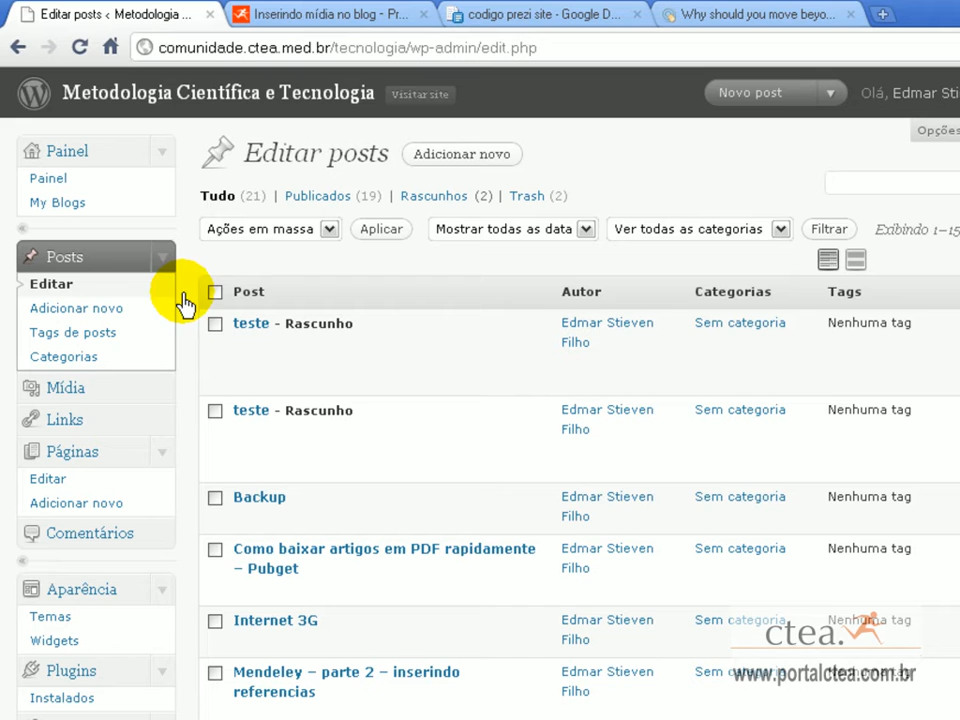 Editar posts ‹ Metodologia ...
Inserindo mídia no blog - Pr...
codigo prezi site - Google D...
Why should you move beyo...
comunidade.ctea.med.br/tecnologia/wp-admin/edit.php
Metodologia Científica e Tecnologia
Visitar site
Novo post
Olá, Edmar Sti
Opções
Painel
Painel
My Blogs
Posts
Editar
Adicionar novo
Tags de posts
Categorias
Mídia
Links
Páginas
Editar
Adicionar novo
Comentários
Aparência
Temas
Widgets
Plugins
Instalados
Editar posts
Adicionar novo
Tudo (21) | Publicados (19) | Rascunhos (2) | Trash (2)
Ações em massa
Aplicar
Mostrar todas as data
Ver todas as categorias
Filtrar
Exibindo 1–15
Post Autor Categorias Tags
teste - Rascunho
Edmar Stieven
Filho
Sem categoria
Nenhuma tag
teste - Rascunho
Edmar Stieven
Filho
Sem categoria
Nenhuma tag
Backup
Edmar Stieven
Filho
Sem categoria
Nenhuma tag
Como baixar artigos em PDF rapidamente
– Pubget
Edmar Stieven
Filho
Sem categoria
Nenhuma tag
Internet 3G
Edmar Stieven
Filho
Sem categoria
Nenhuma tag
Mendeley – parte 2 – inserindo
referencias
Edmar Stieven
Filho
Sem categoria
ctea.
www.portalctea.com.br